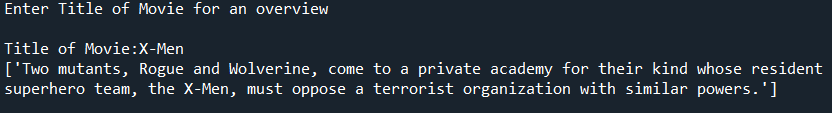 Enter Title of Movie for an overview
Title of Movie:X-Men
['Two mutants, Rogue and Wolverine, come to a private academy for their kind whose resident
superhero team, the X-Men, must oppose a terrorist organization with similar powers.']